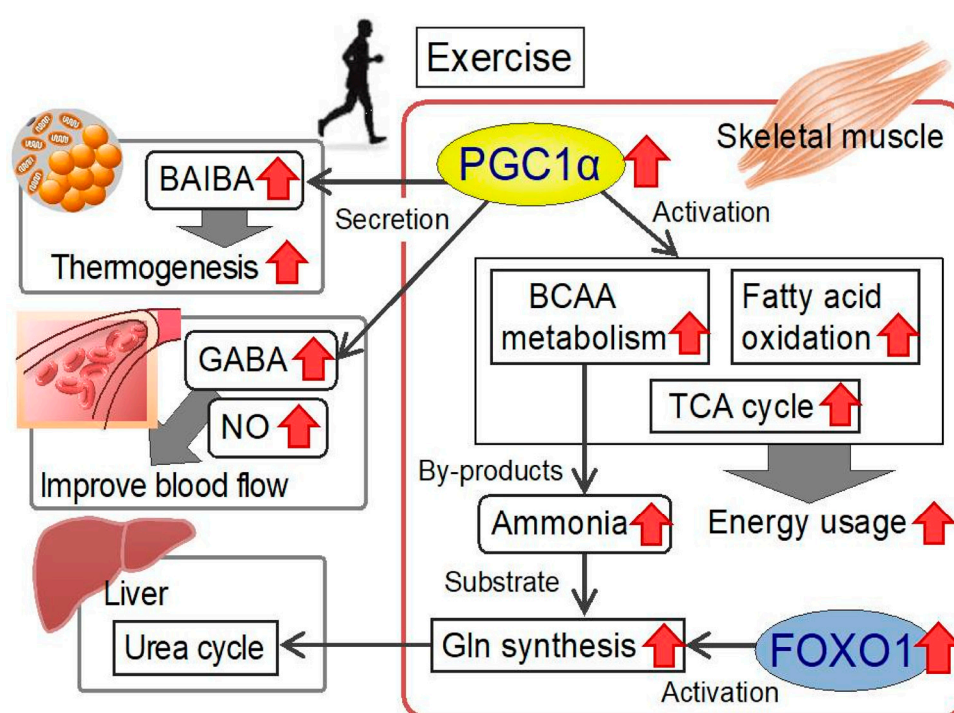 Exercise
Skeletal muscle
PGC1α
BAIBA
Secretion
Activation
Thermogenesis
BCAA
metabolism
Fatty acid
oxidation
TCA cycle
GABA
NO
Improve blood flow
By-products
Ammonia
Energy usage
Substrate
Liver
Urea cycle
Gln synthesis
FOXO1
Activation